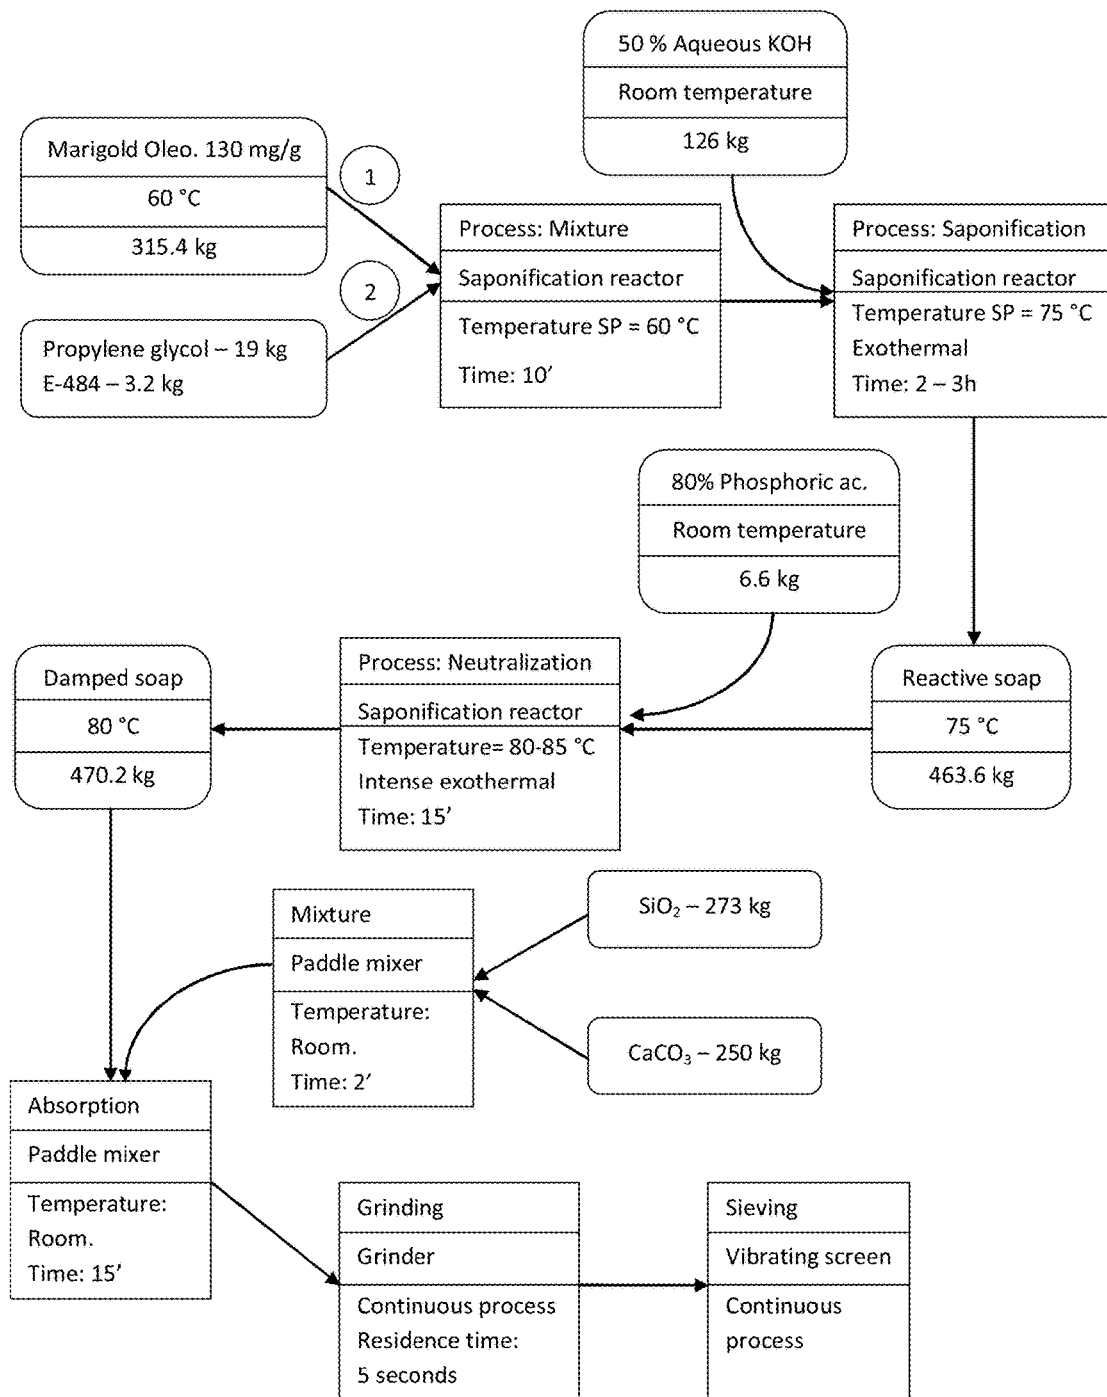 50 % Aqueous KOH
Room temperature
126 kg
Marigold Oleo. 130 mg/g
60 °C
315.4 kg
1
2
Propylene glycol – 19 kg
E-484 – 3.2 kg
Process: Mixture
Saponification reactor
Temperature SP = 60 °C
Time: 10’
Process: Saponification
Saponification reactor
Temperature SP = 75 °C
Exothermal
Time: 2 – 3h
80% Phosphoric ac.
Room temperature
6.6 kg
Damped soap
80 °C
470.2 kg
Process: Neutralization
Saponification reactor
Temperature= 80-85 °C
Intense exothermal
Time: 15’
Reactive soap
75 °C
463.6 kg
Mixture
Paddle mixer
Temperature:
Room.
Time: 2’
SiO₂ – 273 kg
CaCO₃ – 250 kg
Absorption
Paddle mixer
Temperature:
Room.
Time: 15’
Grinding
Grinder
Continuous process
Residence time:
5 seconds
Sieving
Vibrating screen
Continuous
process